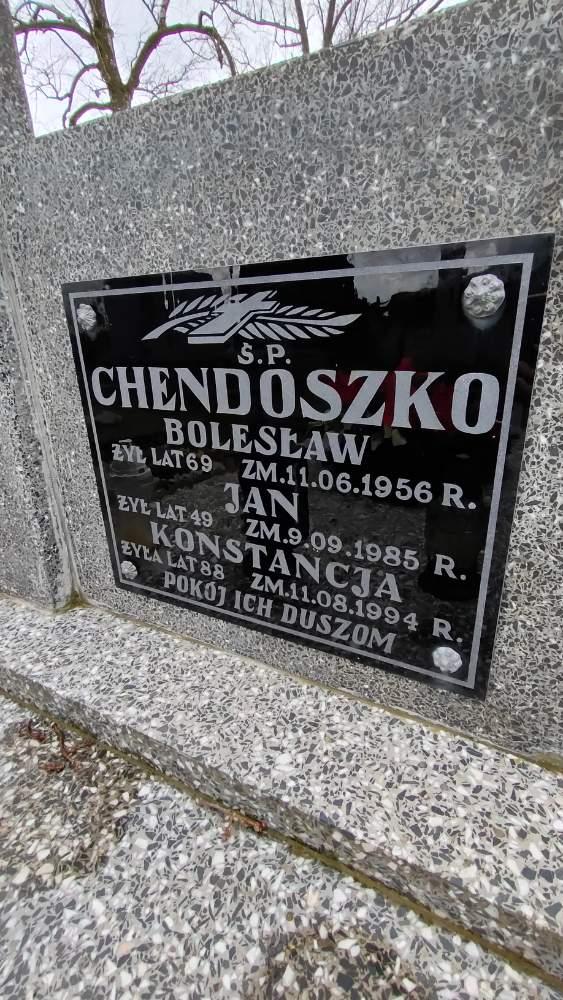 Ś.P.
CHENDOSZKO
BOLESŁAW
ŻYŁ LAT 69 ZM.11.06.1956 R.
JAN
ŻYŁ LAT 49 ZM.9.09.1985 R.
KONSTANCJA
ŻYŁA LAT 88 ZM.11.08.1994 R.
POKÓJ ICH DUSZOM